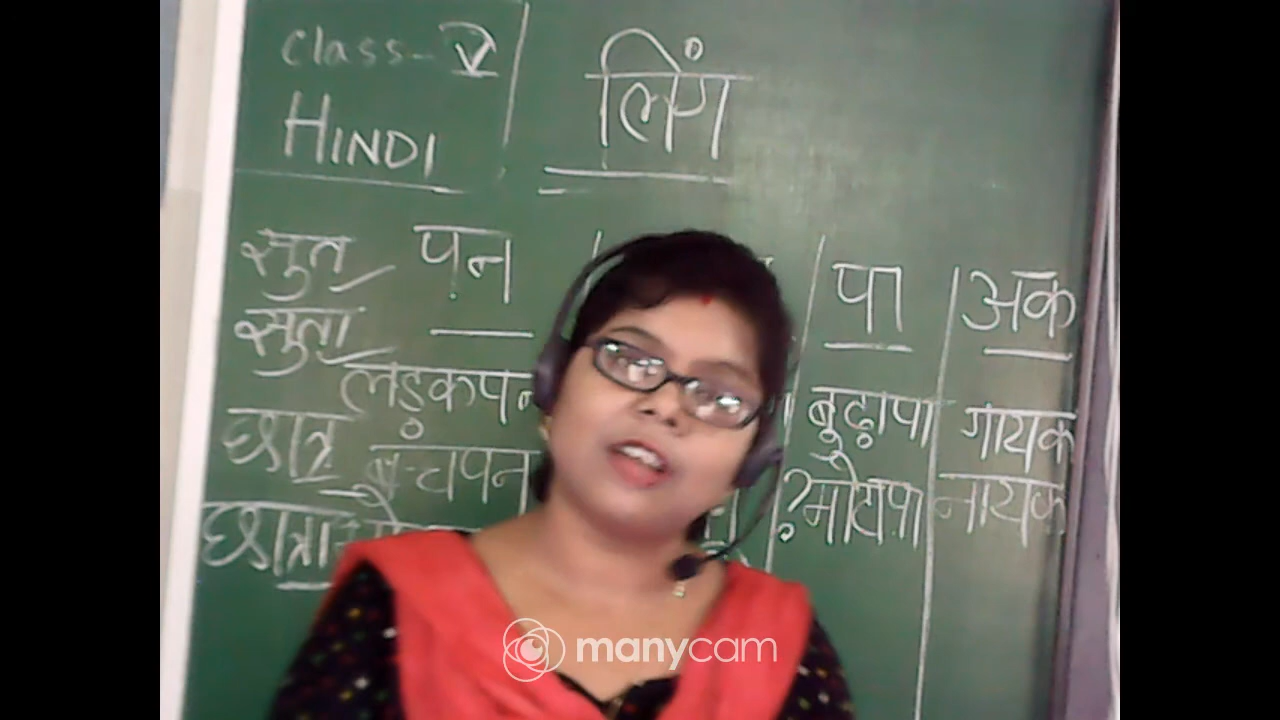 Class-V
HINDI
लिंग
सुत
सुता
छात्र
छात्रा
पन
लड़कपन
बचपन
पा
बुढ़ापा
? मोटापा
अक
गायक
नायक
manycam